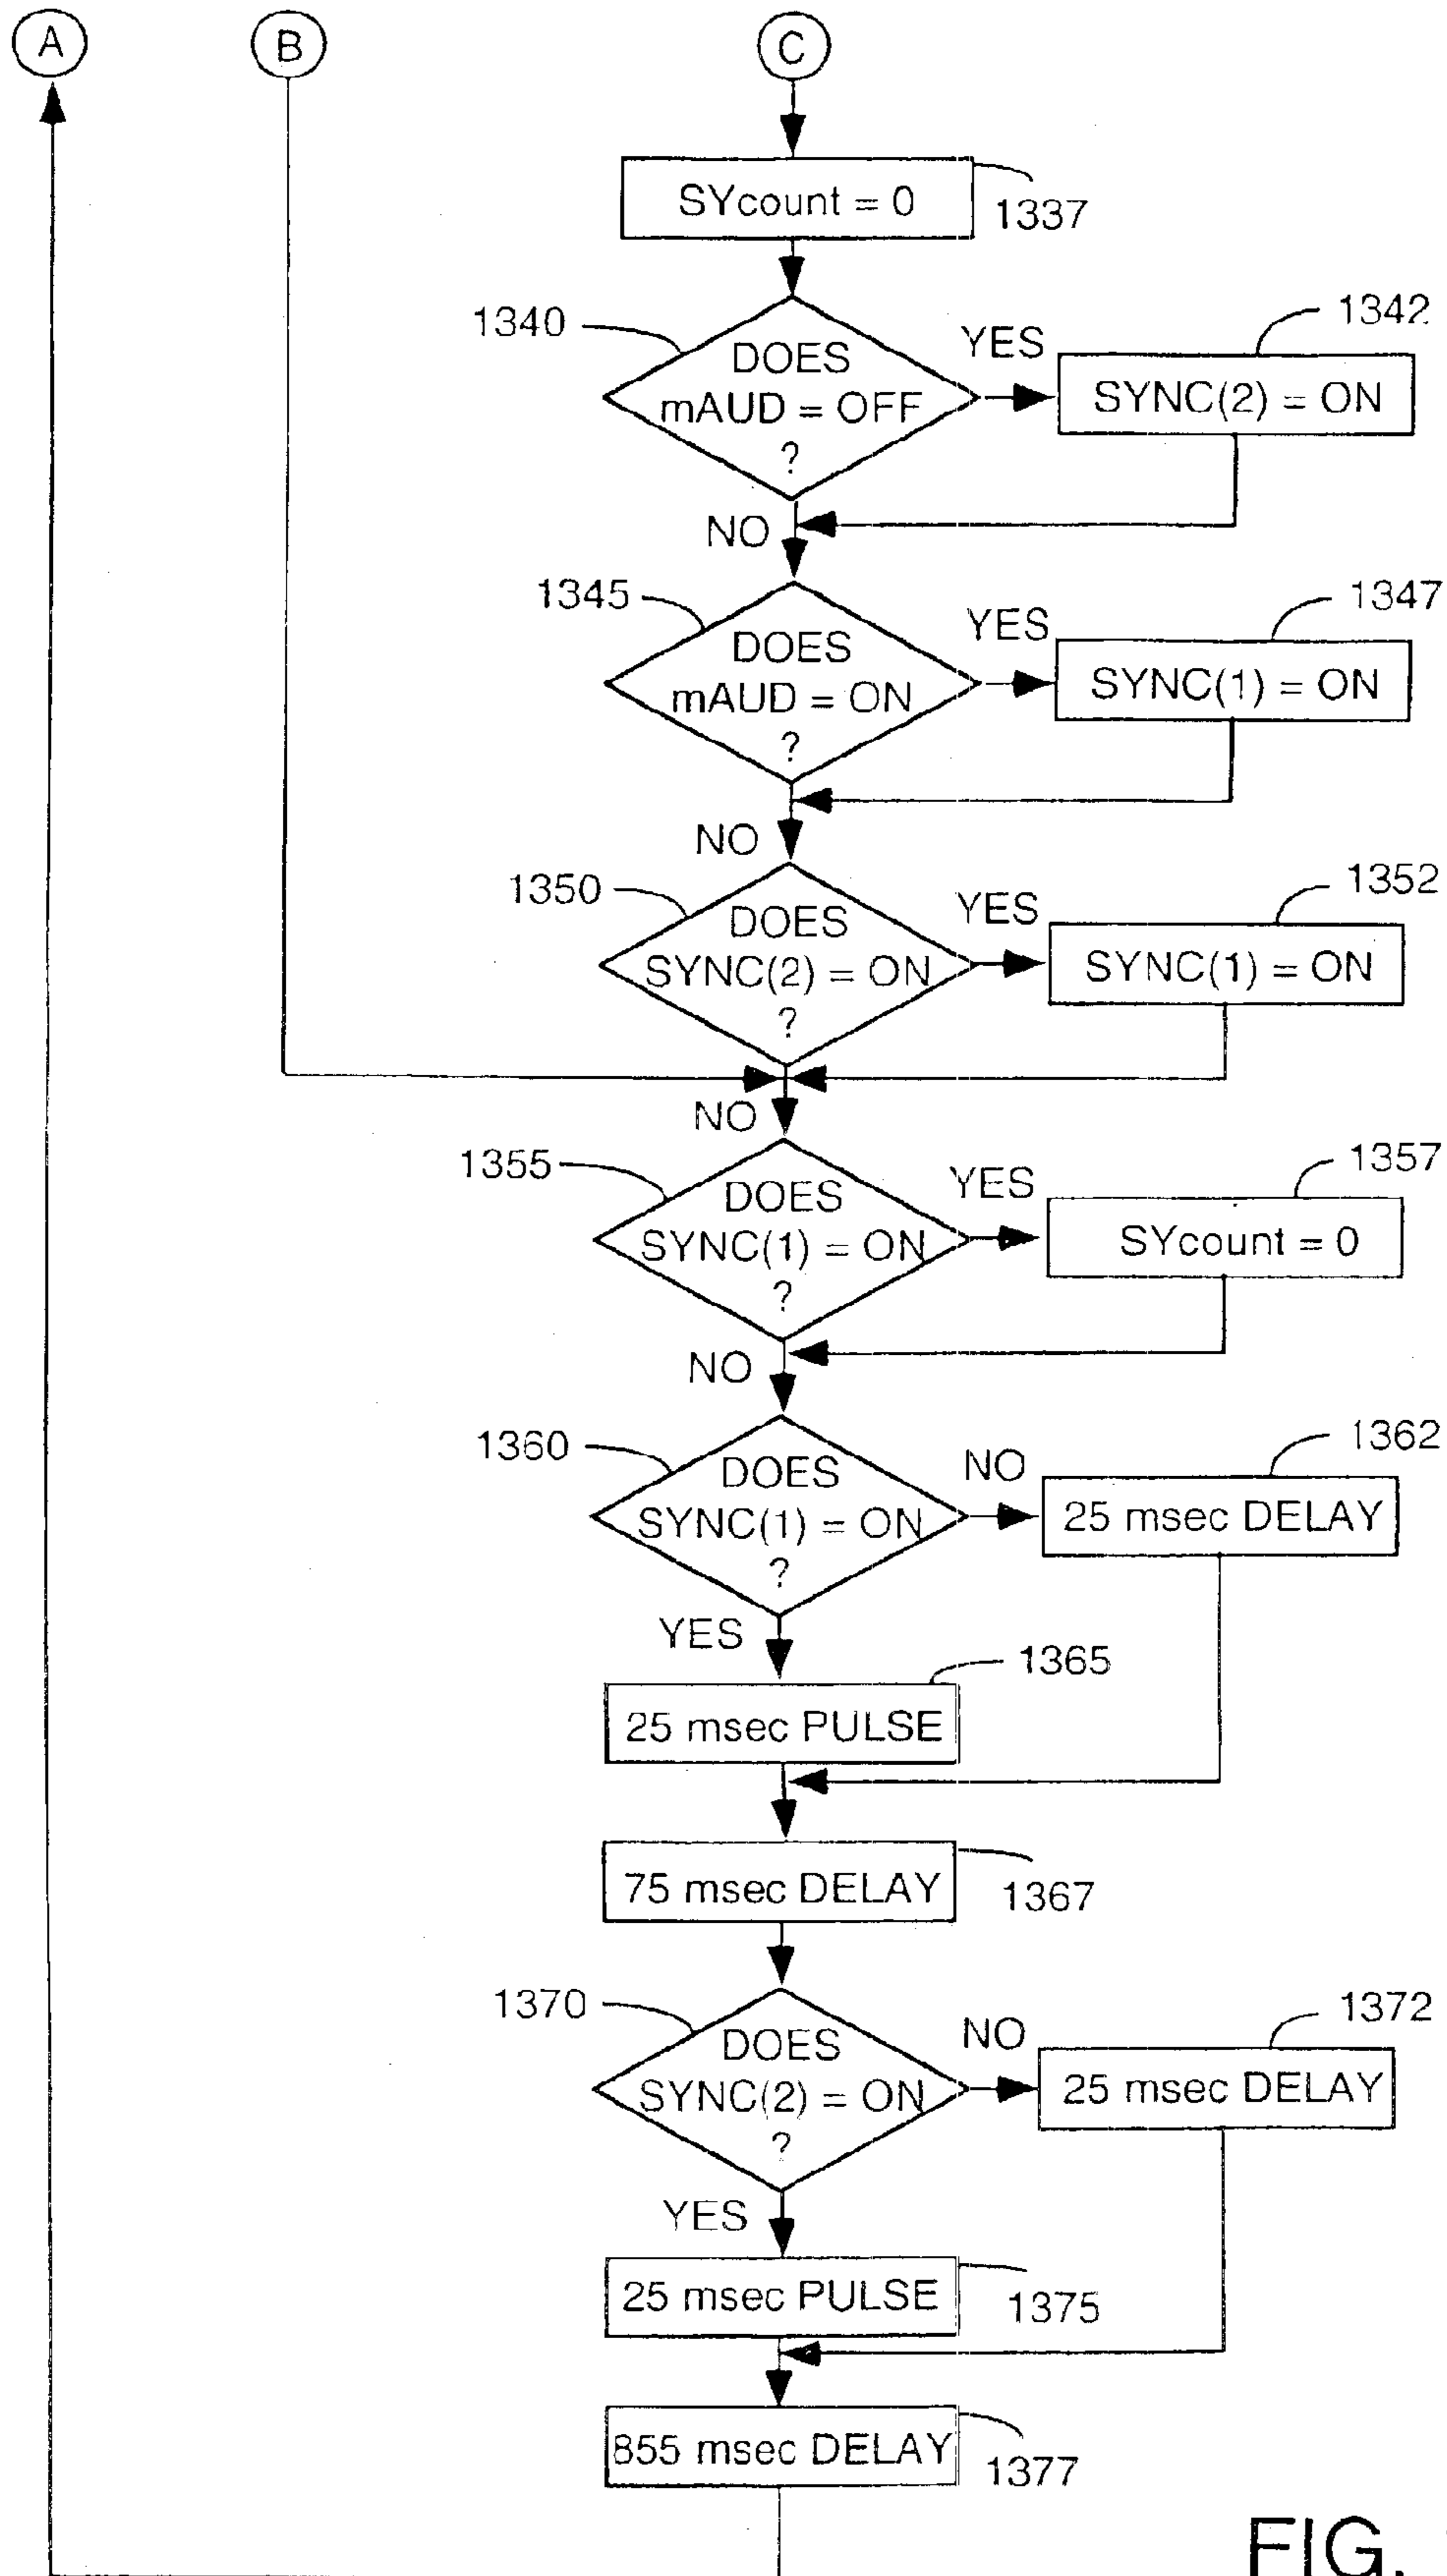 A
B
C
SYcount = 0
1337
1340
DOES
mAUD = OFF
?
YES
1342
SYNC(2) = ON
NO
1345
DOES
mAUD = ON
?
YES
1347
SYNC(1) = ON
NO
1350
DOES
SYNC(2) = ON
?
YES
1352
SYNC(1) = ON
NO
1355
DOES
SYNC(1) = ON
?
YES
1357
SYcount = 0
NO
1360
DOES
SYNC(1) = ON
?
NO
1362
25 msec DELAY
YES
1365
25 msec PULSE
75 msec DELAY
1367
1370
DOES
SYNC(2) = ON
?
NO
1372
25 msec DELAY
YES
25 msec PULSE
1375
855 msec DELAY
1377
FIG.